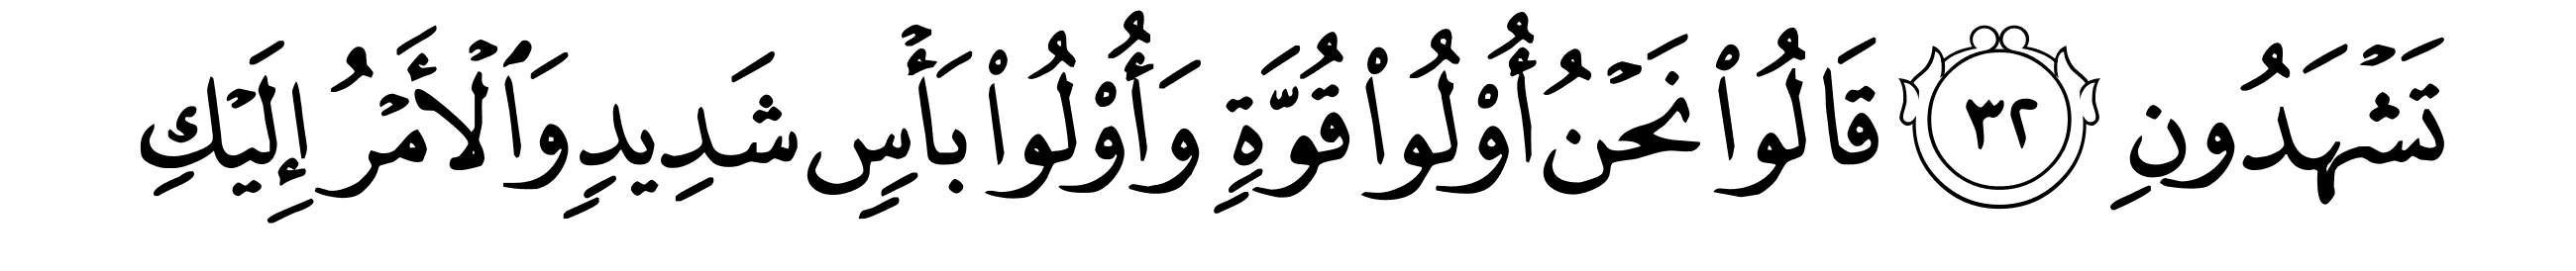 تَشۡهَدُونِ ٣٢ قَالُواْ نَحۡنُ أُوْلُواْ قُوَّةٖ وَأُوْلُواْ بَأۡسٖ شَدِيدٖ وَٱلۡأَمۡرُ إِلَيۡكِ